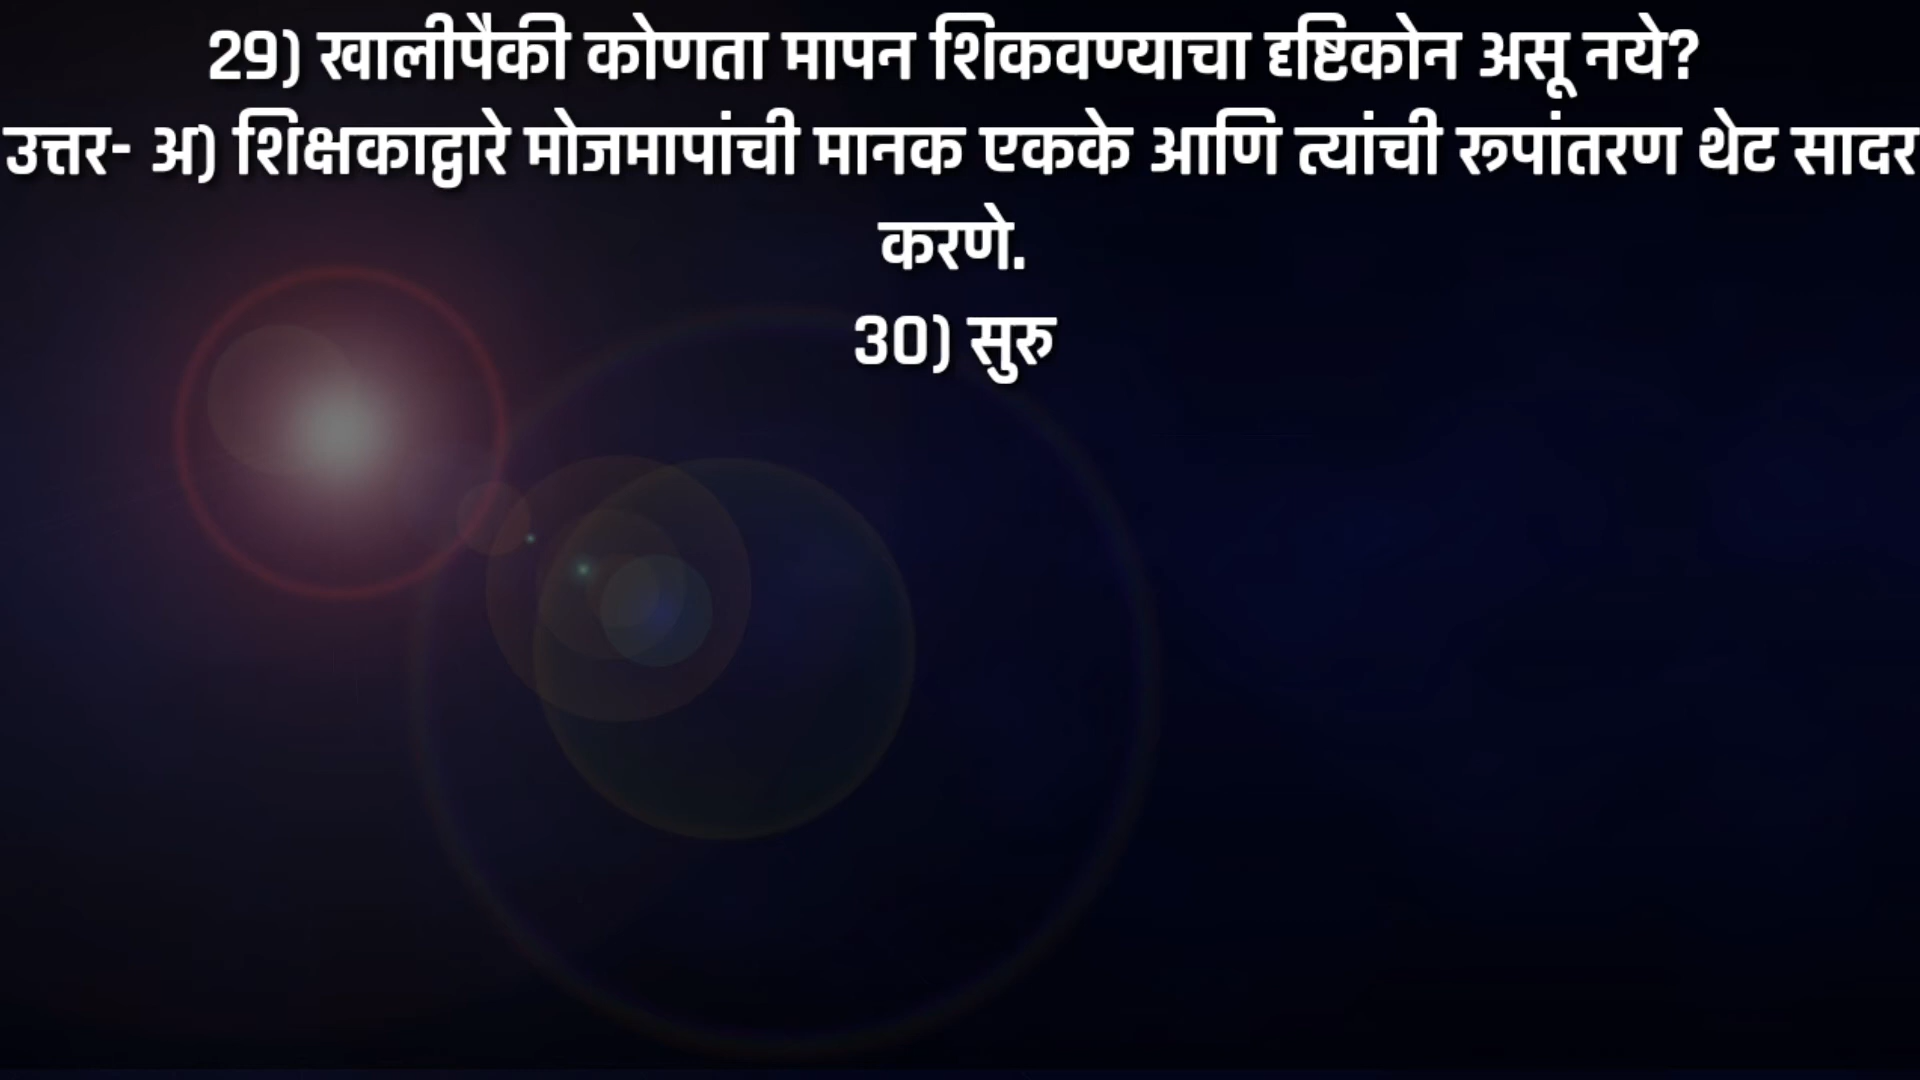 29) खालीपैकी कोणता मापन शिकवण्याचा दृष्टिकोन असू नये?
उत्तर- अ) शिक्षकाद्वारे मोजमापांची मानक एकके आणि त्यांची रूपांतरण थेट सादर
करणे.
30) सुरु